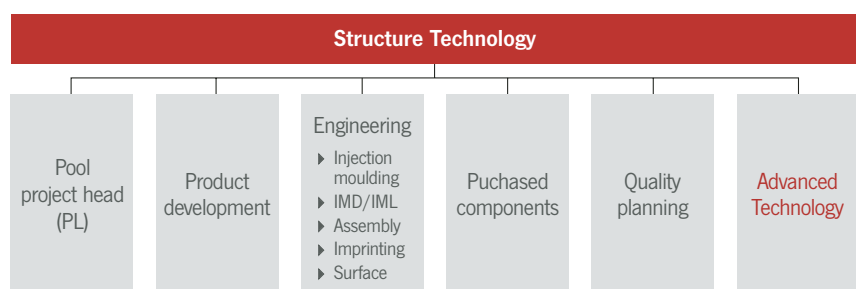 Structure Technology
Pool
project head
(PL)
Product
development
Engineering
Injection
moulding
IMD/IML
Assembly
Imprinting
Surface
Puchased
components
Quality
planning
Advanced
Technology